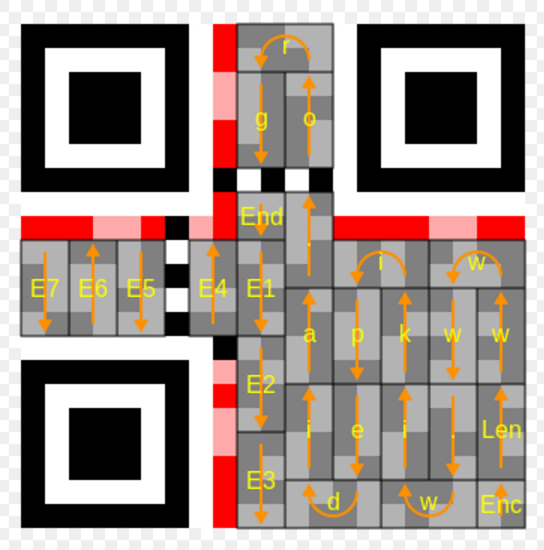 r
g o
End .
i w
E7 E6 E5 E4 E1
a p k w w
E2
i e i . Len
E3
d w Enc